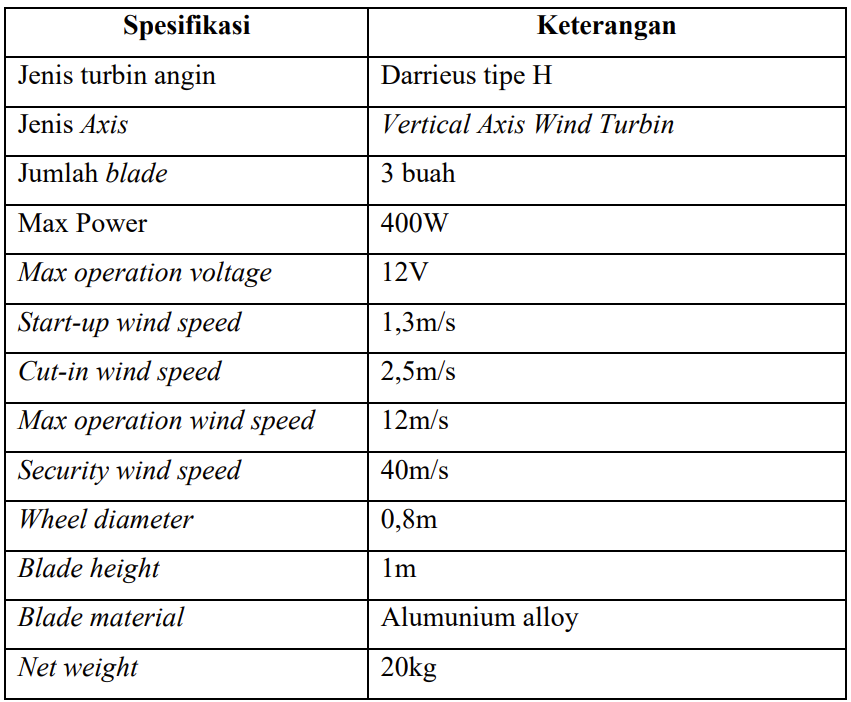 Spesifikasi Keterangan
Jenis turbin angin Darrieus tipe H
Jenis Axis Vertical Axis Wind Turbin
Jumlah blade 3 buah
Max Power 400W
Max operation voltage 12V
Start-up wind speed 1,3m/s
Cut-in wind speed 2,5m/s
Max operation wind speed 12m/s
Security wind speed 40m/s
Wheel diameter 0,8m
Blade height 1m
Blade material Alumunium alloy
Net weight 20kg